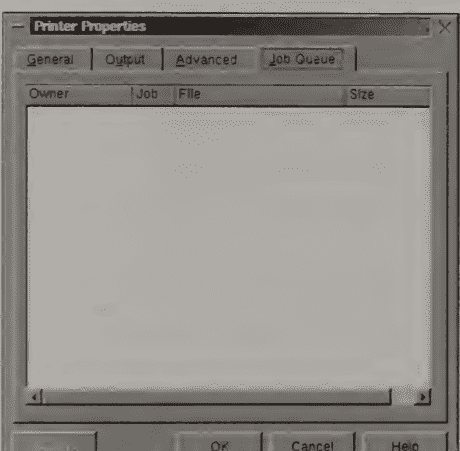 Printer Properties
General Output Advanced Job Queue
Owner Job File Size
OK Cancel Help